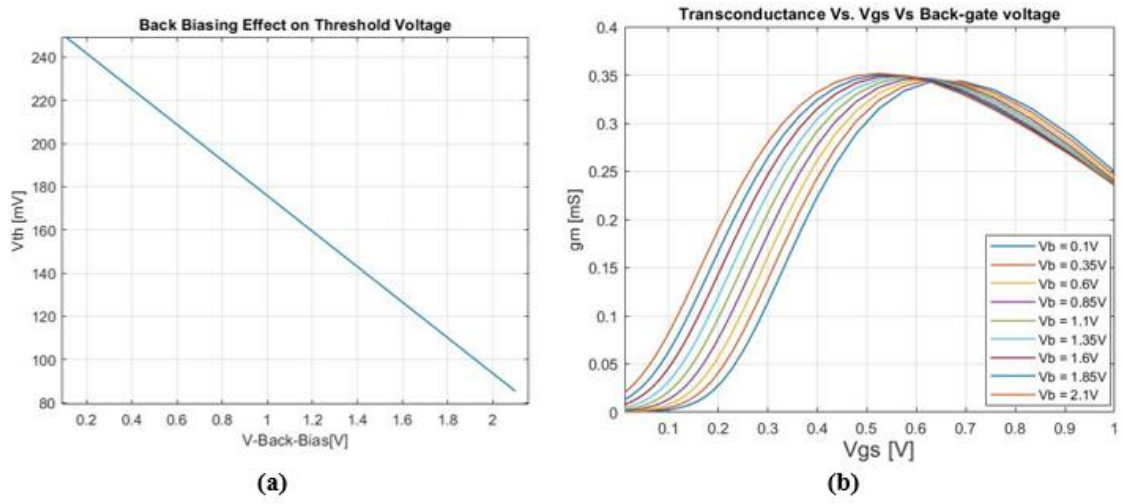 Back Biasing Effect on Threshold Voltage
240
220
200
180
160
140
120
100
80
Vth [mV]
0.2 0.4 0.6 0.8 1 1.2 1.4 1.6 1.8 2
V-Back-Bias[V]
(a)
Transconductance Vs. Vgs Vs Back-gate voltage
0.4
0.35
0.3
0.25
0.2
0.15
0.1
0.05
0
gm [mS]
Vb = 0.1V
Vb = 0.35V
Vb = 0.6V
Vb = 0.85V
Vb = 1.1V
Vb = 1.35V
Vb = 1.6V
Vb = 1.85V
Vb = 2.1V
0.1 0.2 0.3 0.4 0.5 0.6 0.7 0.8 0.9 1
Vgs [V]
(b)